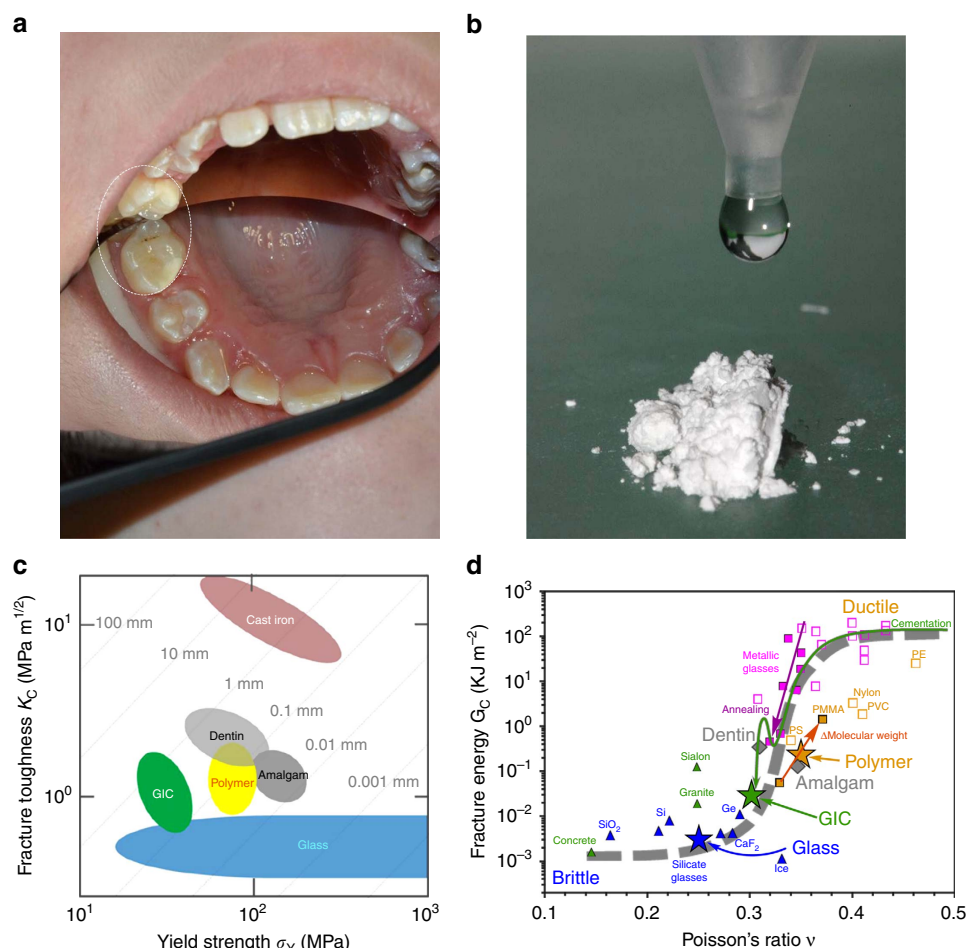 a
b
c
Fracture toughness K_C (MPa m^1/2)
10^1
10^0
100 mm
10 mm
1 mm
0.1 mm
0.01 mm
0.001 mm
Cast iron
Dentin
Polymer
Amalgam
GIC
Glass
10^1
10^2
10^3
Yield strength σ_Y (MPa)
d
Fracture energy G_C (KJ m^−2)
10^3
10^2
10^1
10^0
10^−1
10^−2
10^−3
Ductile
Cementation
Metallic
glasses
PE
Annealing
Nylon
PMMA
PVC
PS
ΔMolecular weight
Dentin
Polymer
Amalgam
Sialon
Granite
GIC
Si
Ge
SiO2
CaF2
Concrete
Glass
Silicate
glasses
Ice
Brittle
0.1
0.2
0.3
0.4
0.5
Poisson's ratio ν